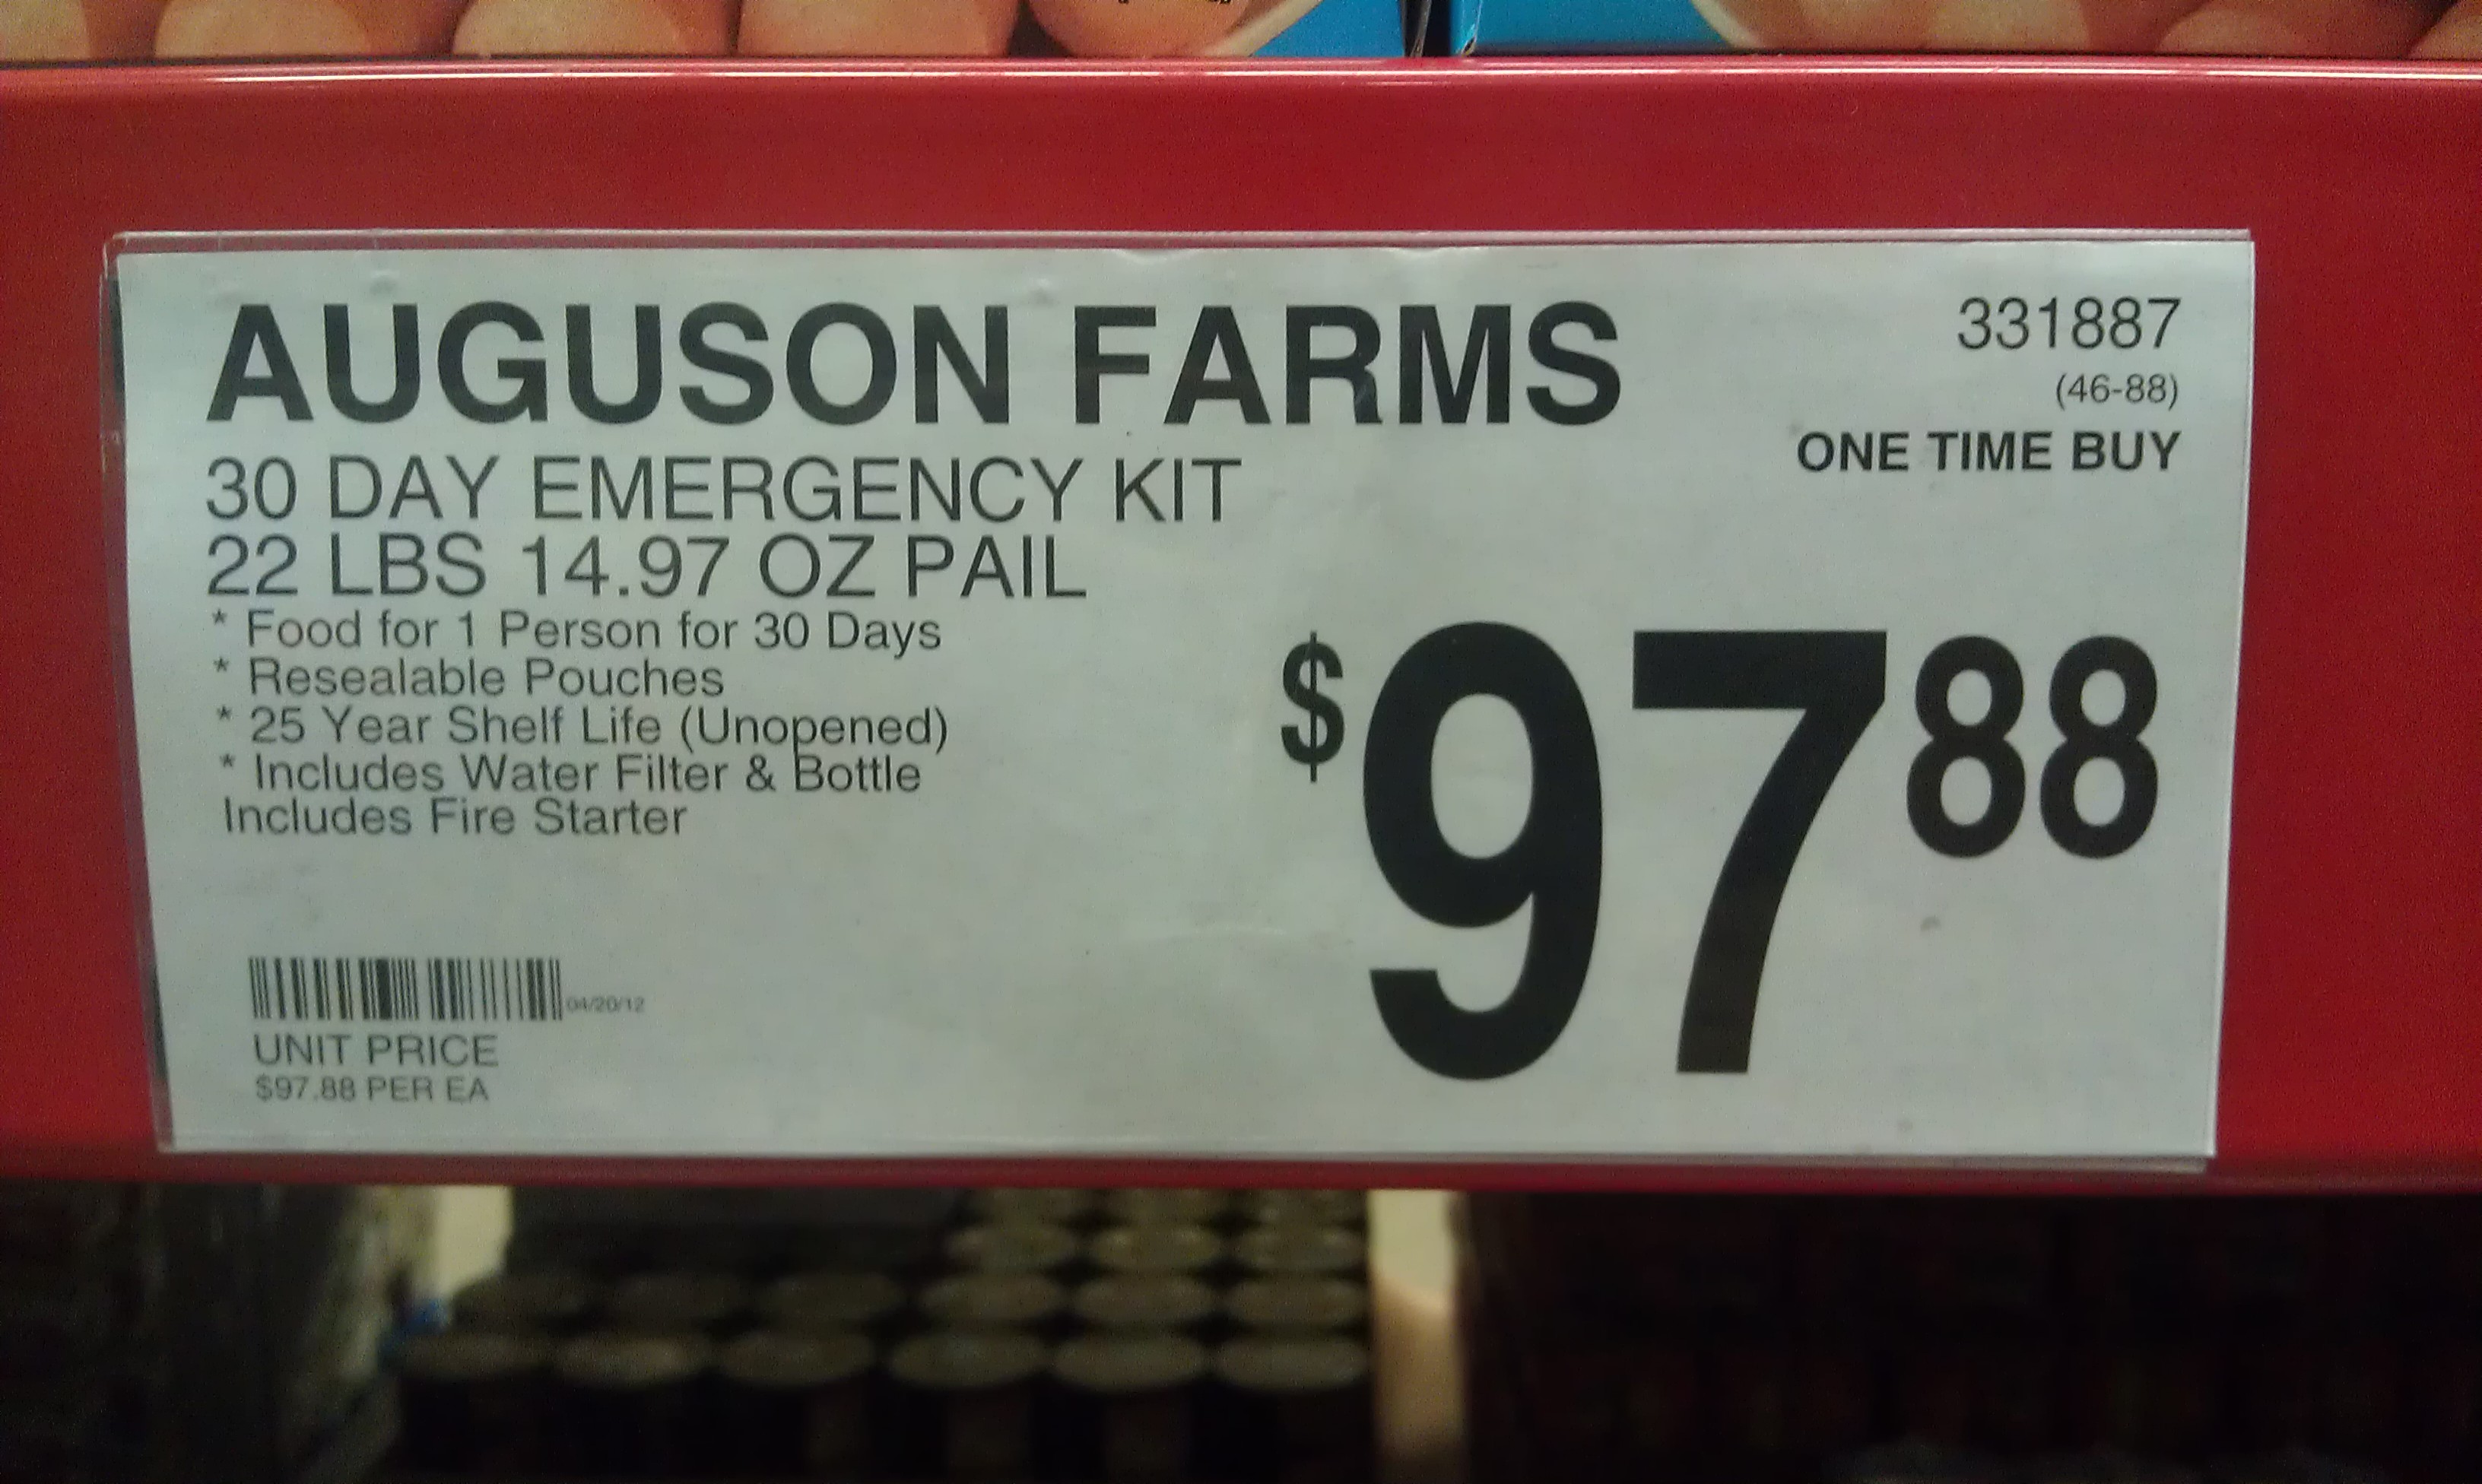 AUGUSON FARMS
331887
(46-88)
ONE TIME BUY
30 DAY EMERGENCY KIT
22 LBS 14.97 OZ PAIL
* Food for 1 Person for 30 Days
* Resealable Pouches
* 25 Year Shelf Life (Unopened)
* Includes Water Filter & Bottle
Includes Fire Starter
$97 88
04/20/12
UNIT PRICE
$97.88 PER EA